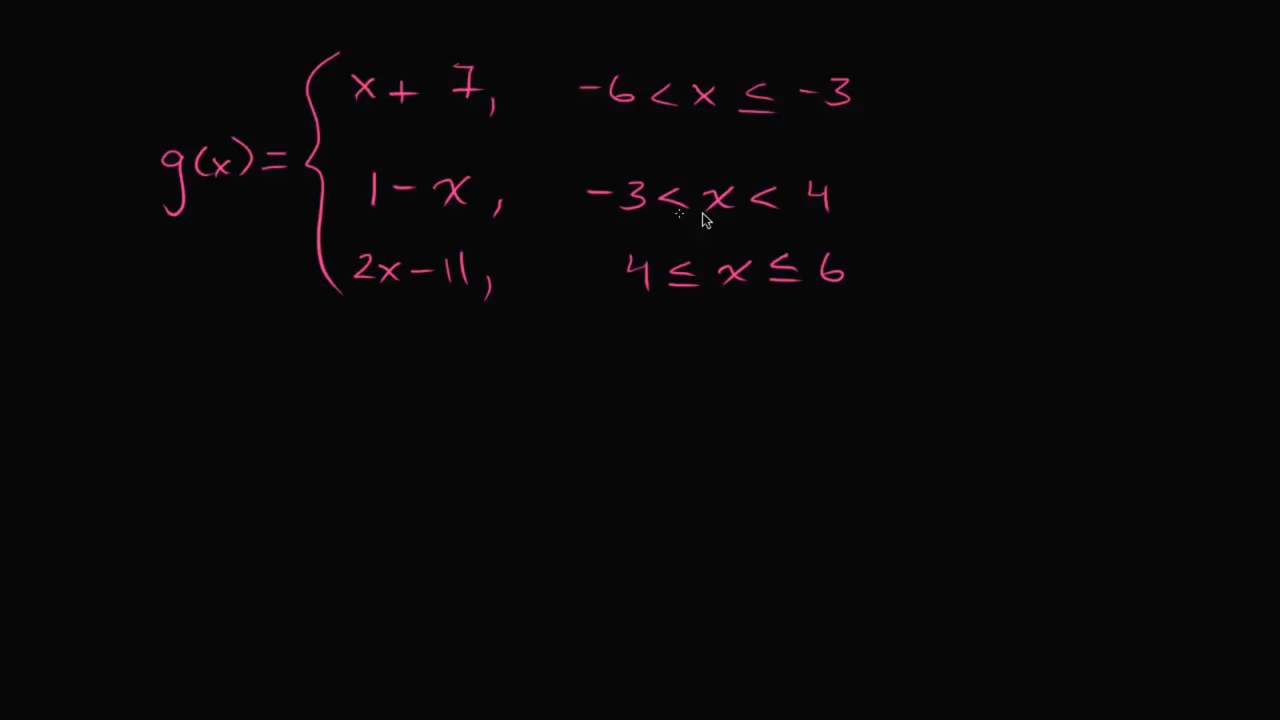 x + 7, -6 < x ≤ -3
g(x) =
1 - x, -3 < x < 4
2x - 11, 4 ≤ x ≤ 6